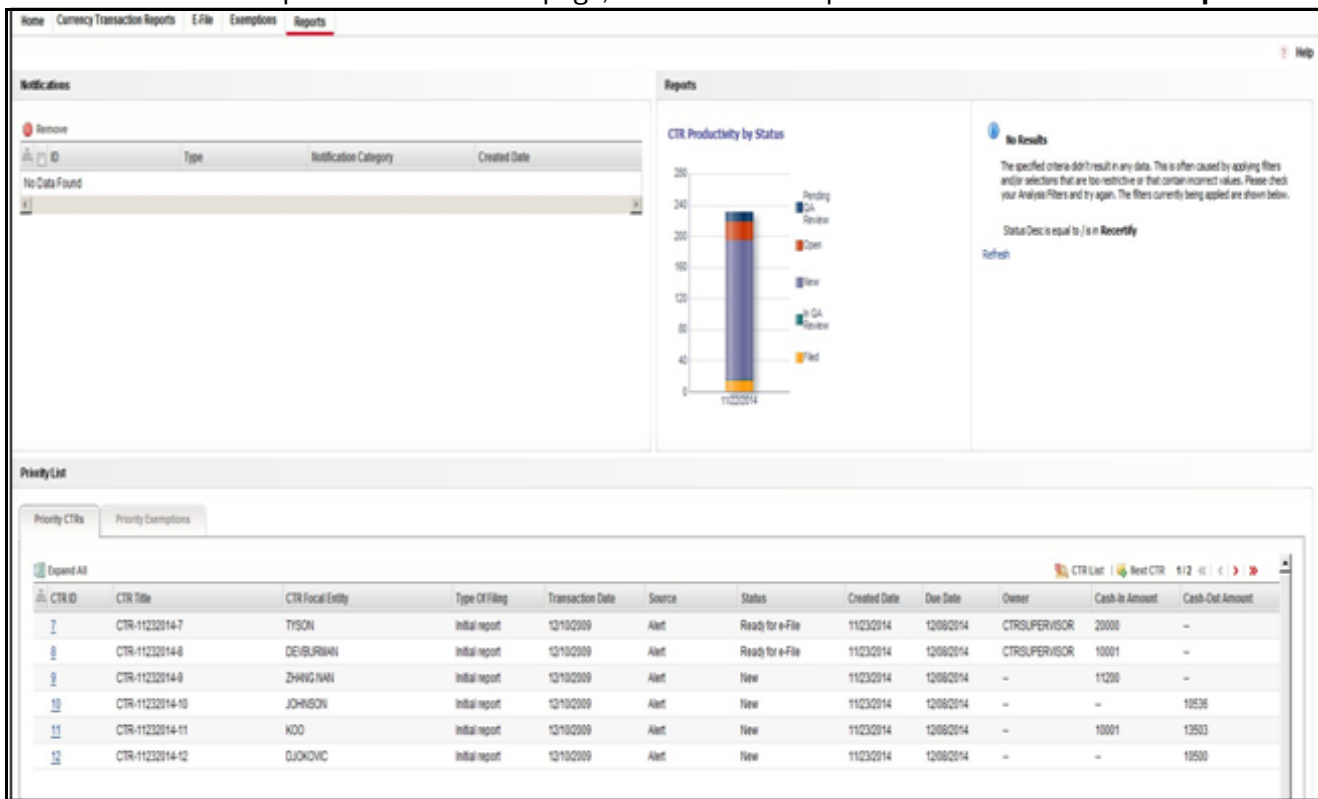 Home Currency Transaction Reports E-File Exemptions Reports
? Help
Notifications
Remove
ID Type Notification Category Created Date
No Data Found
Reports
CTR Productivity by Status
280
240
200
160
120
80
40
0
11/22/2014
Pending QA Review
Open
New
In QA Review
Filed
No Results
The specified criteria didn't result in any data. This is often caused by applying filters
and/or selections that are too restrictive or that contain incorrect values. Please check
your Analysis Filters and try again. The filters currently being applied are shown below.
Status Desc is equal to / is in Recertify
Refresh
Priority List
Priority CTRs Priority Exemptions
Expand All
CTR List | Next CTR 1/2
CTR ID CTR Title CTR Focal Entity Type Of Filing Transaction Date Source Status Created Date Due Date Owner Cash-In Amount Cash-Out Amount
7 CTR-11232014-7 TYSON Initial report 12/10/2009 Alert Ready for e-File 11/23/2014 12/08/2014 CTRSUPERVISOR 20000 --
8 CTR-11232014-8 DEVBURMAN Initial report 12/10/2009 Alert Ready for e-File 11/23/2014 12/08/2014 CTRSUPERVISOR 10001 --
9 CTR-11232014-9 ZHANG NAN Initial report 12/10/2009 Alert New 11/23/2014 12/08/2014 -- 11200 --
10 CTR-11232014-10 JOHNSON Initial report 12/10/2009 Alert New 11/23/2014 12/08/2014 -- -- 10536
11 CTR-11232014-11 KOO Initial report 12/10/2009 Alert New 11/23/2014 12/08/2014 -- 10001 13503
12 CTR-11232014-12 DJOKOVIC Initial report 12/10/2009 Alert New 11/23/2014 12/08/2014 -- -- 10500